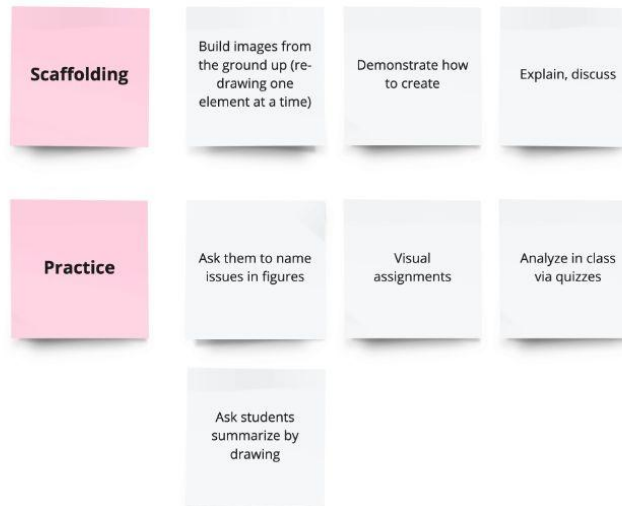 Scaffolding
Build images from
the ground up (re-
drawing one
element at a time)
Demonstrate how
to create
Explain, discuss
Practice
Ask them to name
issues in figures
Visual
assignments
Analyze in class
via quizzes
Ask students
summarize by
drawing